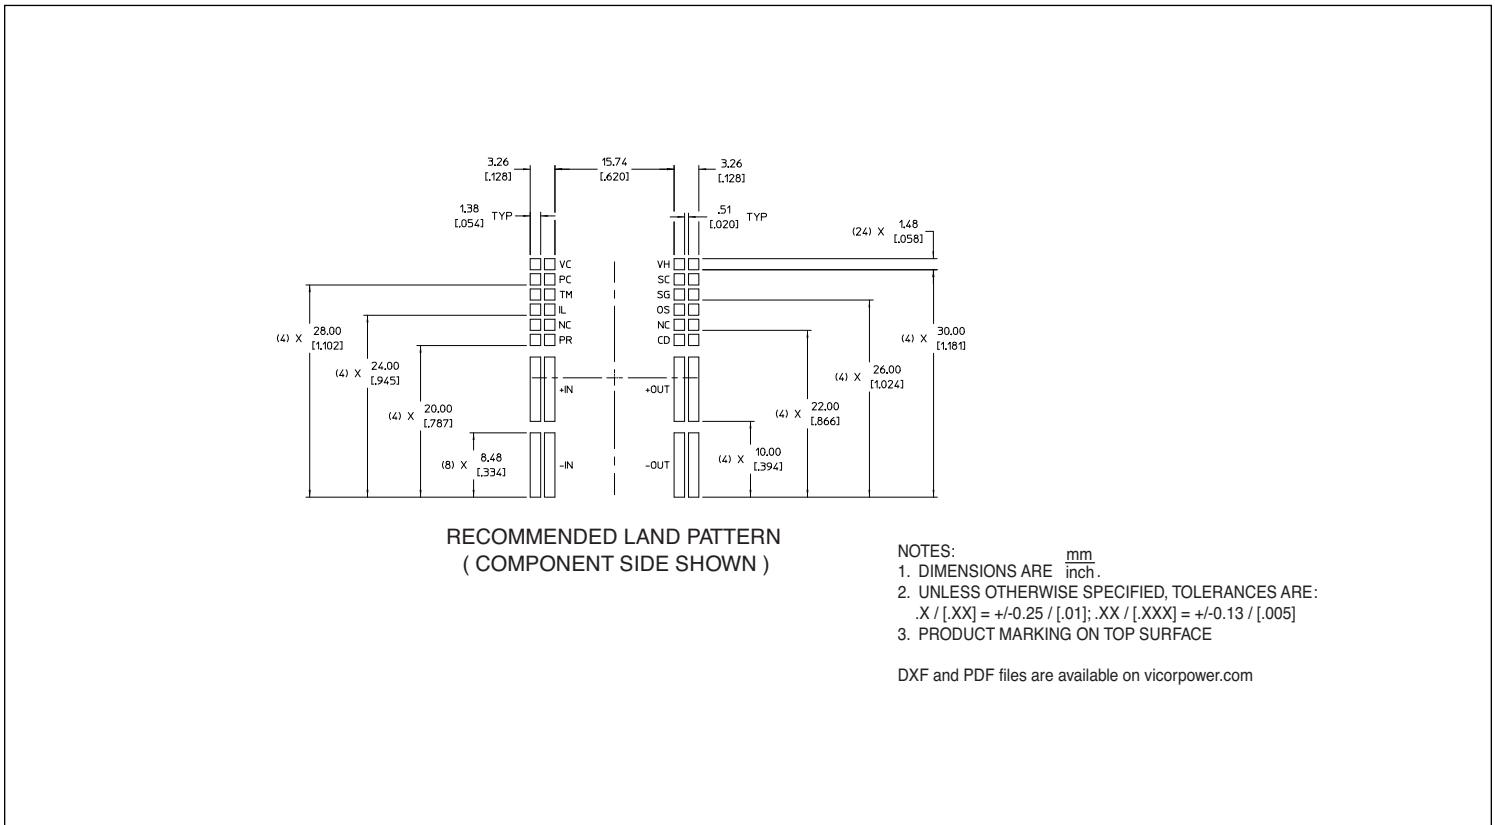 3.26 15.74 3.26
[.128] [.620] [.128]
1.38 TYP .51 TYP
[.054] [.020]
(24) X 1.48
[.058]
VC VH
PC SC
TM SG
IL OS
NC NC
PR CD
(4) X 28.00
[1.102]
(4) X 30.00
[1.181]
(4) X 24.00
[.945]
(4) X 26.00
[1.024]
+IN +OUT
(4) X 20.00
[.787]
(4) X 22.00
[.866]
(8) X 8.48
[.334]
-IN -OUT
(4) X 10.00
[.394]
RECOMMENDED LAND PATTERN
( COMPONENT SIDE SHOWN )
NOTES: mm
1. DIMENSIONS ARE inch .
2. UNLESS OTHERWISE SPECIFIED, TOLERANCES ARE:
.X / [.XX] = +/-0.25 / [.01]; .XX / [.XXX] = +/-0.13 / [.005]
3. PRODUCT MARKING ON TOP SURFACE
DXF and PDF files are available on vicorpower.com